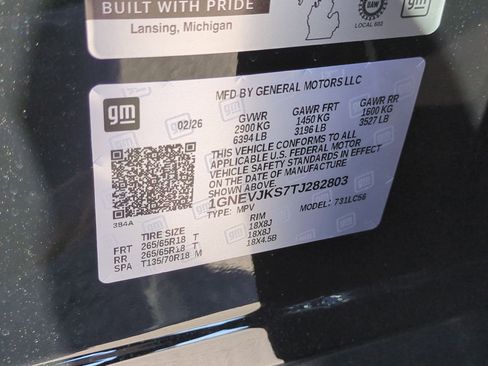 BUILT WITH PRIDE
Lansing, Michigan
UAW
LOCAL 602
gm
gm
MFD BY GENERAL MOTORS LLC
02/26
GVWR
2900 KG
6394 LB
GAWR FRT
1450 KG
3196 LB
GAWR RR
1600 KG
3527 LB
THIS VEHICLE CONFORMS TO ALL
APPLICABLE U.S. FEDERAL MOTOR
VEHICLE SAFETY STANDARDS IN EFFECT
ON THE DATE OF MANUFACTURE
SHOWN ABOVE.
1GNEVJKS7TJ282803
TYPE: MPV
MODEL: 731LC56
3B4A
TIRE SIZE
RIM
FRT 265/65R18 T 18X8J
RR 265/65R18 T 18X8J
SPA T135/70R18 M 18X4.5B